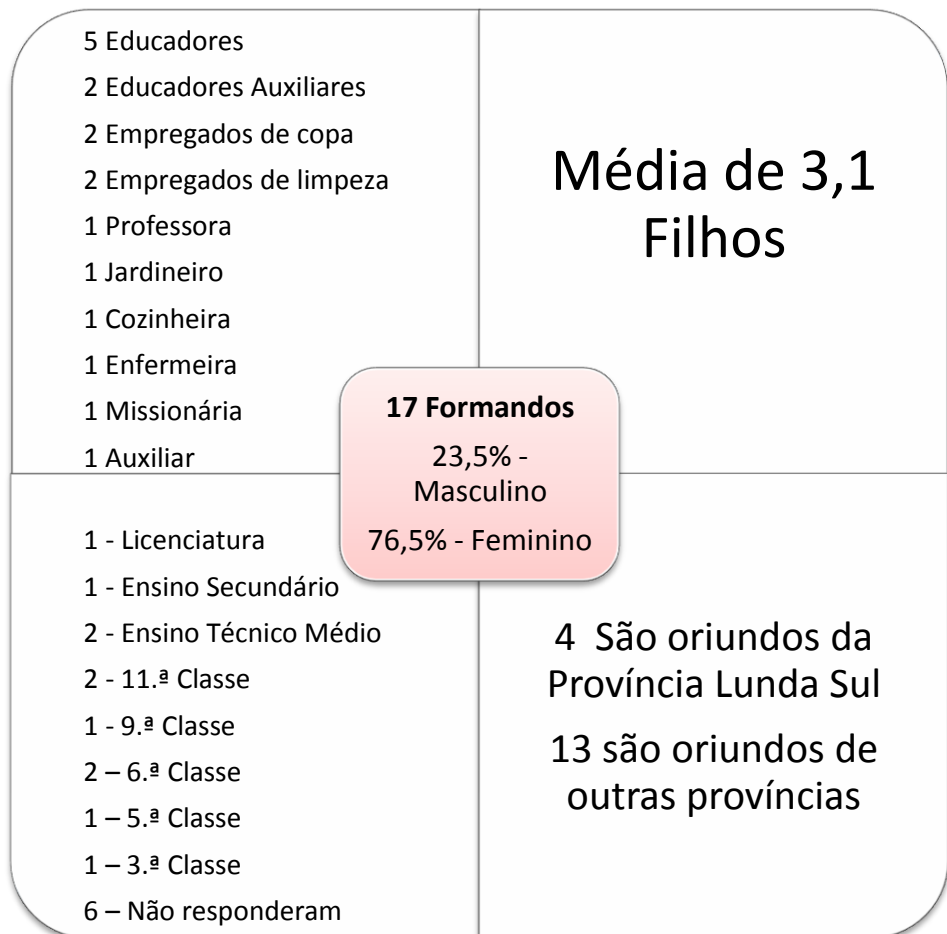 5 Educadores
2 Educadores Auxiliares
2 Empregados de copa
2 Empregados de limpeza
1 Professora
1 Jardineiro
1 Cozinheira
1 Enfermeira
1 Missionária
1 Auxiliar
Média de 3,1
Filhos
17 Formandos
23,5% -
Masculino
76,5% - Feminino
1 - Licenciatura
1 - Ensino Secundário
2 - Ensino Técnico Médio
2 - 11.ª Classe
1 - 9.ª Classe
2 – 6.ª Classe
1 – 5.ª Classe
1 – 3.ª Classe
6 – Não responderam
4 São oriundos da
Província Lunda Sul
13 são oriundos de
outras províncias